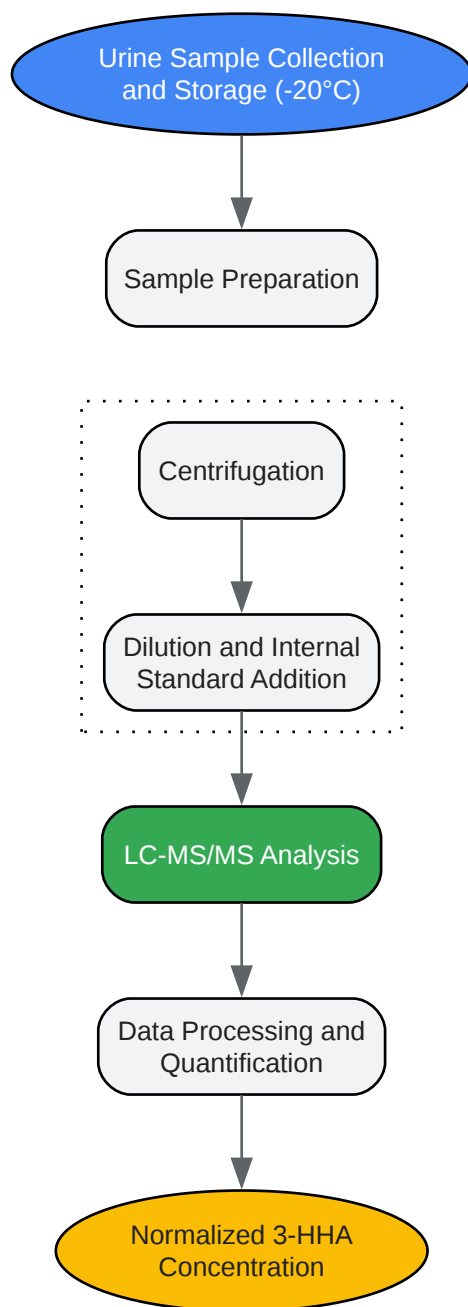 Urine Sample Collection
and Storage (-20°C)
Sample Preparation
Centrifugation
Dilution and Internal
Standard Addition
LC-MS/MS Analysis
Data Processing and
Quantification
Normalized 3-HHA
Concentration